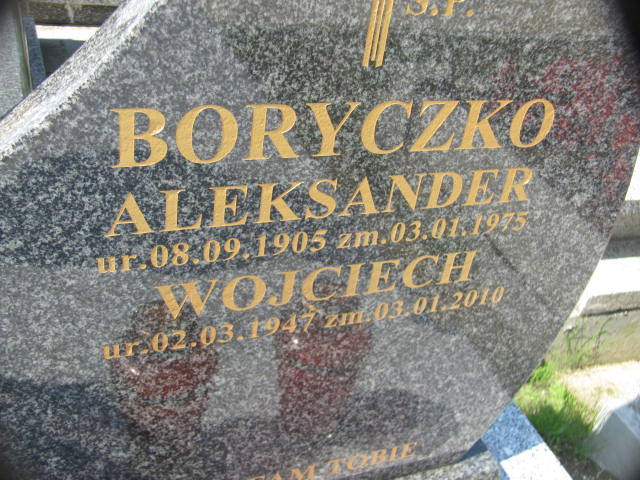 Ś.P.
BORYCZKO
ALEKSANDER
ur.08.09.1905 zm.03.01.1975
WOJCIECH
ur.02.03.1947 zm.03.01.2010
TOBIE